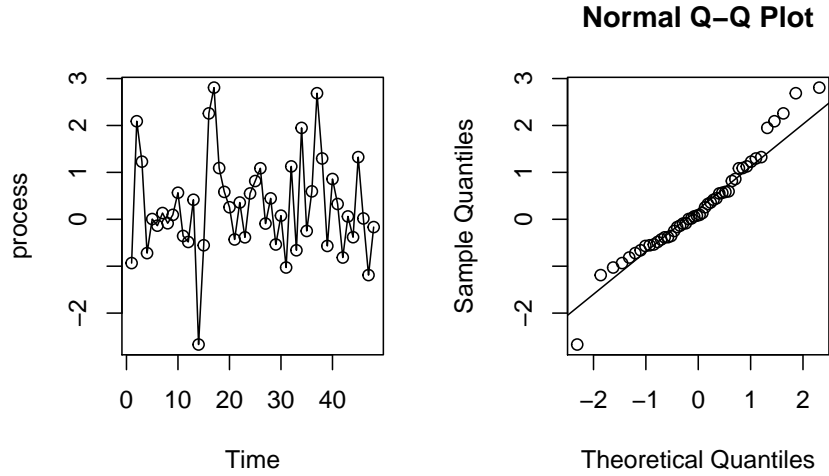 Normal Q−Q Plot
process
3
2
1
0
−2
0 10 20 30 40
Time
Sample Quantiles
3
2
1
0
−2
−2 −1 0 1 2
Theoretical Quantiles